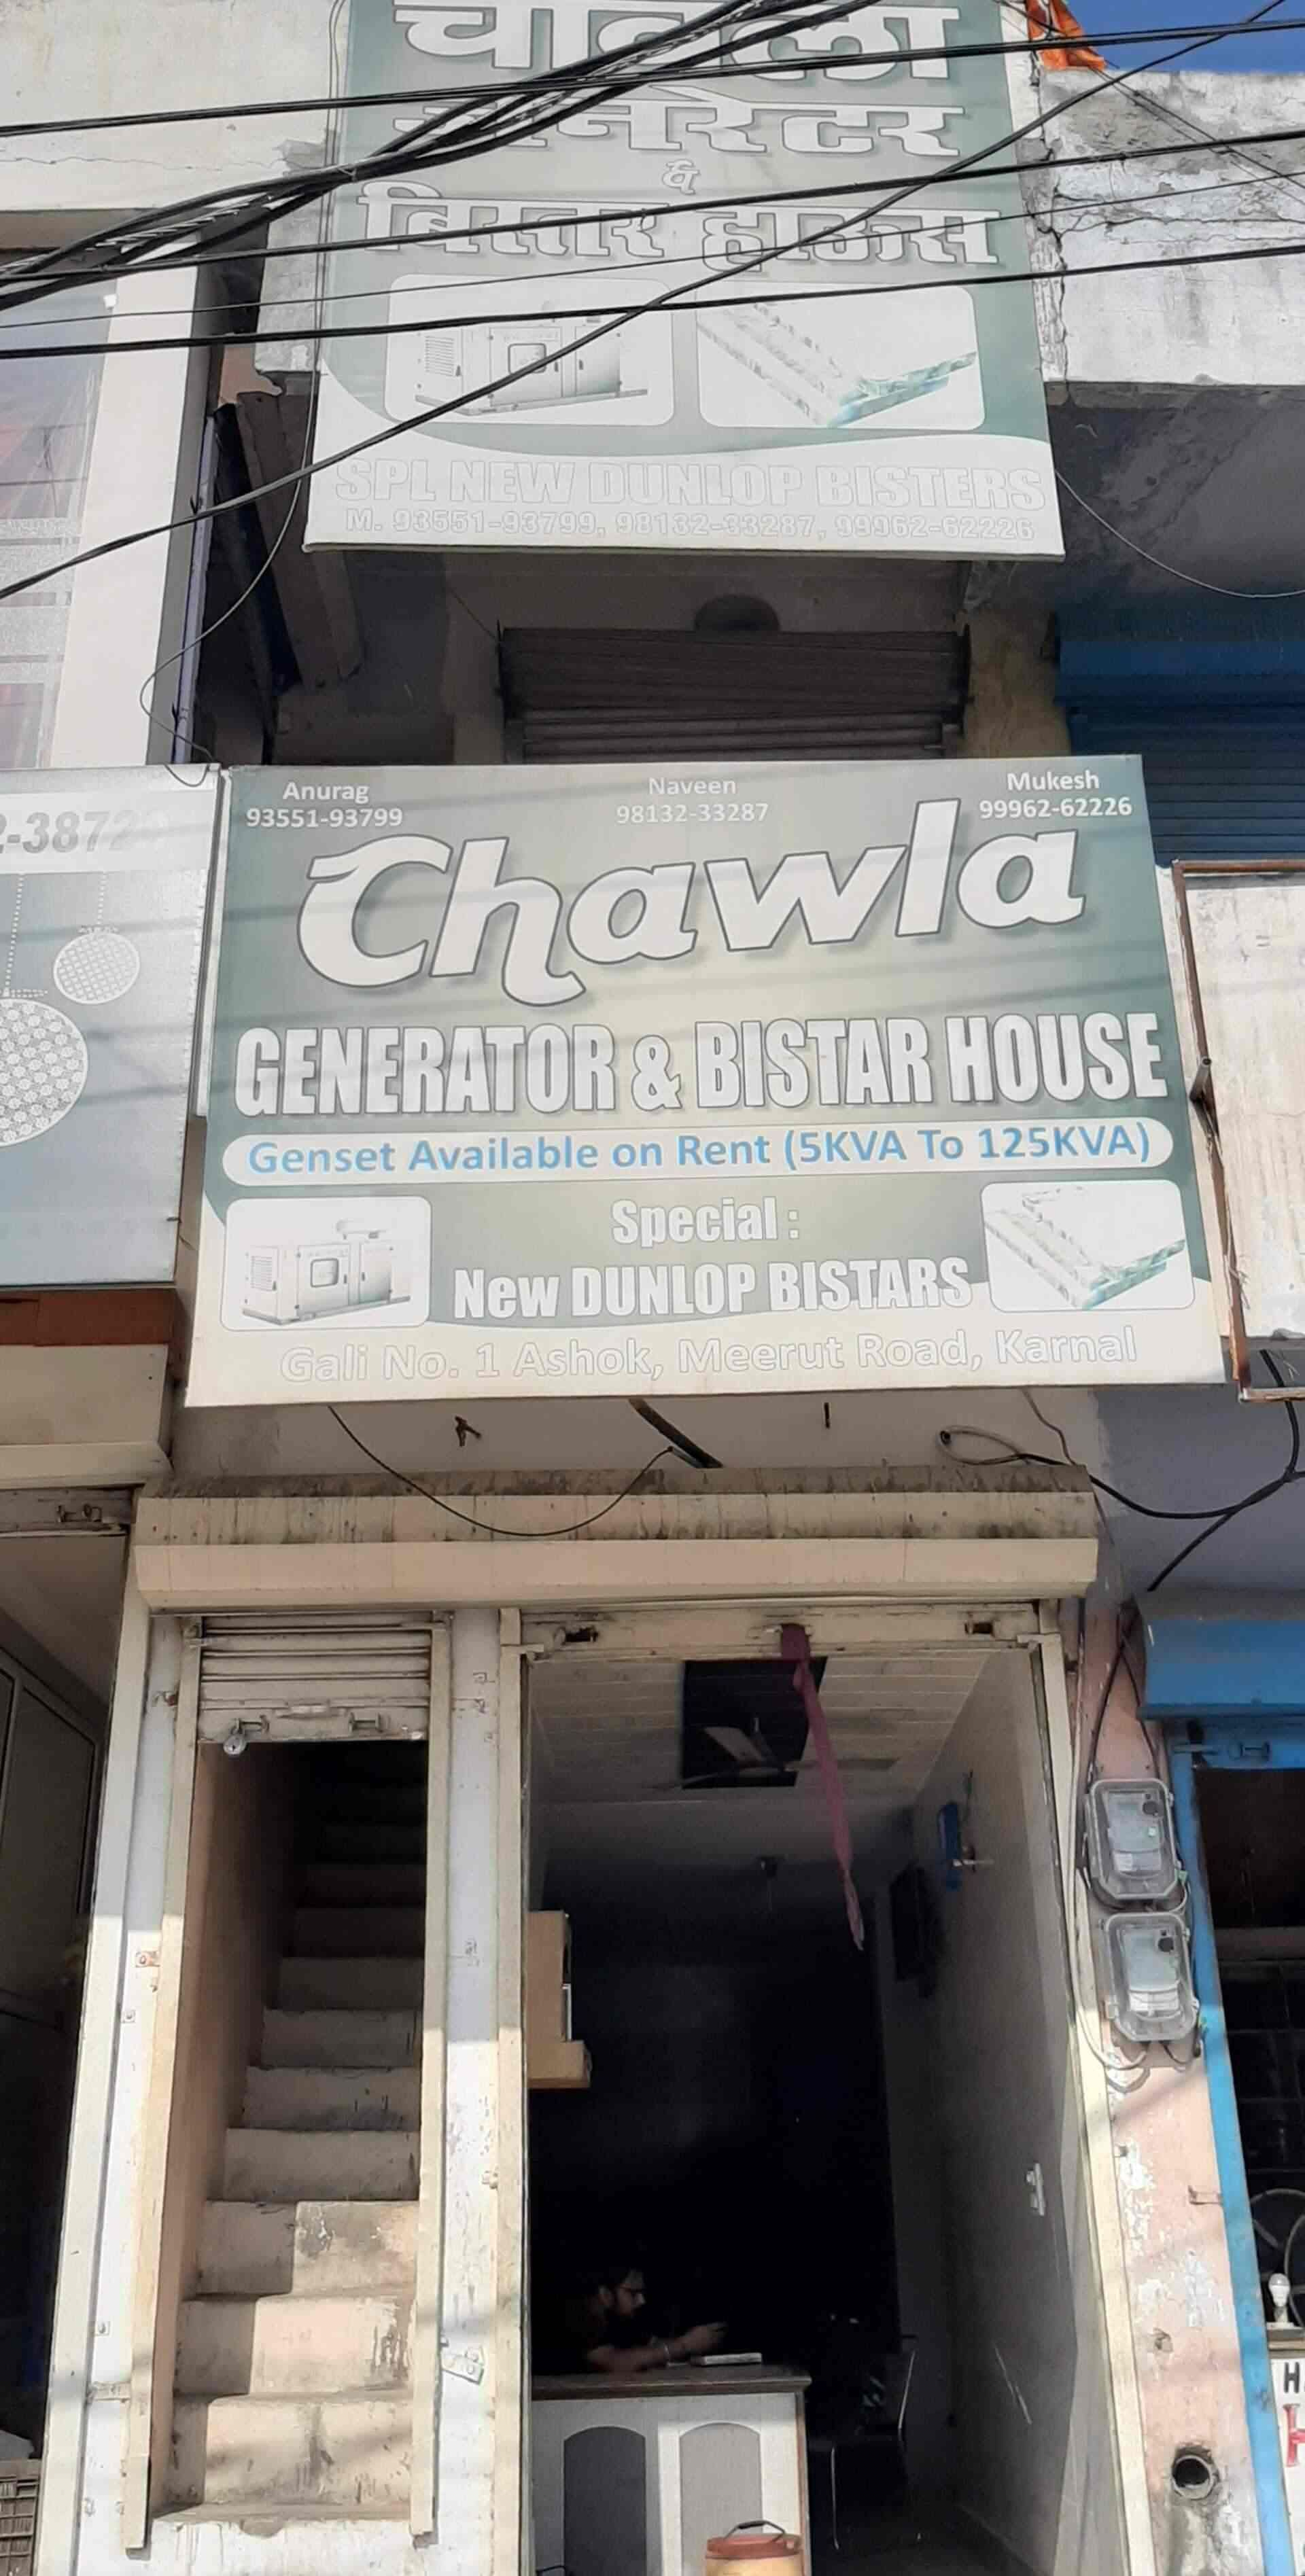 चावला
जनरेटर
&
बिस्तर हाऊस
SPL NEW DUNLOP BISTERS
M. 93551-93799, 98132-33287, 99962-62226
Anurag Naveen Mukesh
93551-93799 98132-33287 99962-62226
Chawla
GENERATOR & BISTAR HOUSE
Genset Available on Rent (5KVA To 125KVA)
Special :
New DUNLOP BISTARS
Gali No. 1 Ashok, Meerut Road, Karnal